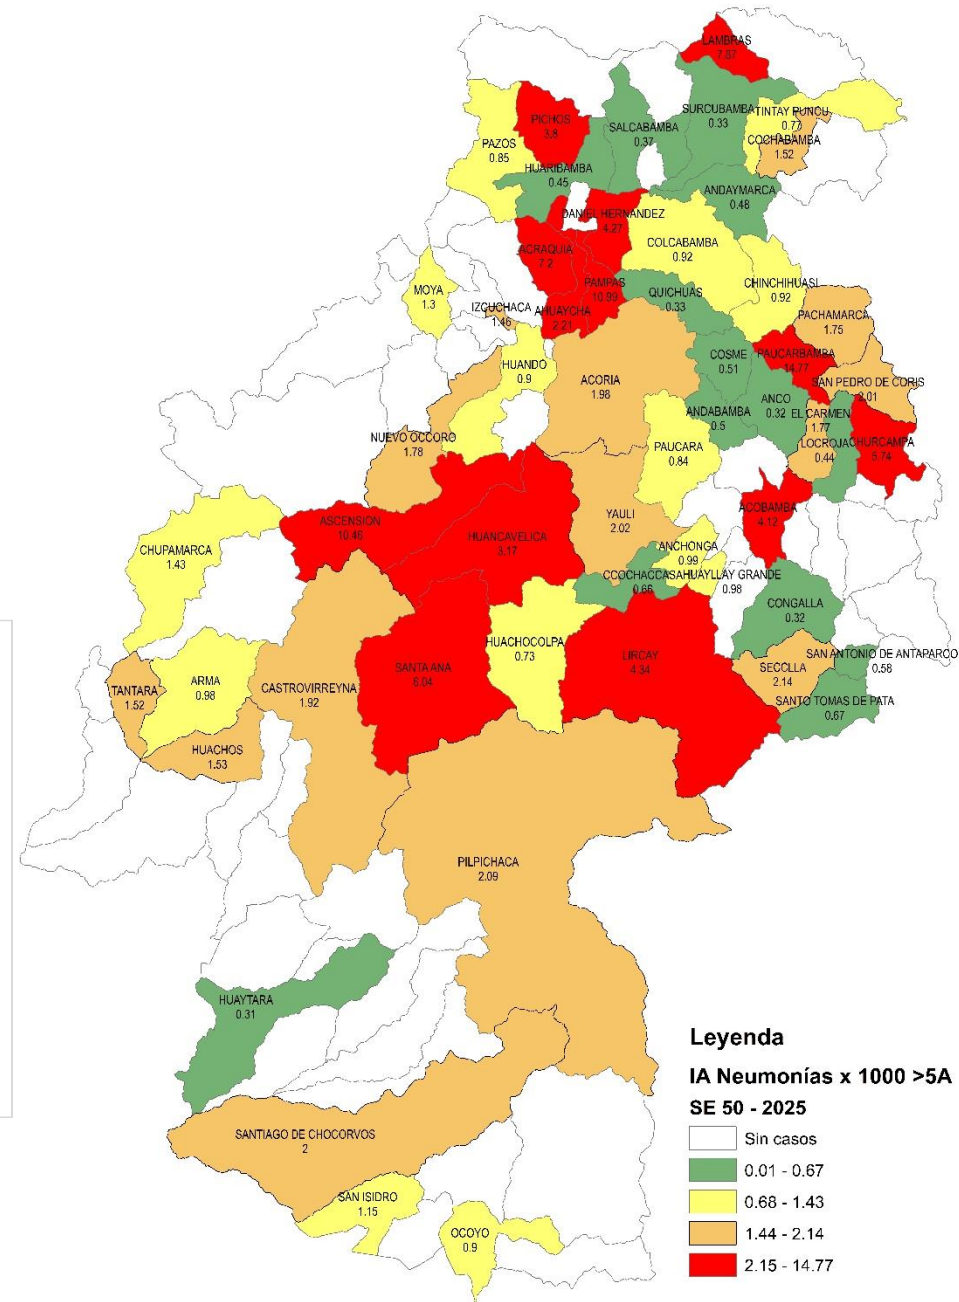 LAMBRAS
7.57
SURCUBAMBA
0.33
TINTAY PUNCU
0.77
COCHABAMBA
1.52
PICHOS
3.8
SALCABAMBA
0.37
PAZOS
0.85
HUARIBAMBA
0.45
ANDAYMARCA
0.48
DANIEL HERNANDEZ
4.27
ACRAQUIA
7.2
COLCABAMBA
0.92
PAMPAS
10.99
QUICHUAS
0.33
CHINCHIHUASI
0.92
MOYA
1.3
IZCUCHACA
1.46
AHUAYCHA
2.21
PACHAMARCA
1.75
HUANDO
0.9
COSME
0.51
PAUCARBAMBA
14.77
ACORIA
1.98
SAN PEDRO DE CORIS
2.01
ANCO
0.32
ANDABAMBA
0.5
EL CARMEN
1.77
NUEVO OCCORO
1.78
PAUCARA
0.84
LOCROJA
0.44
CHURCAMPA
5.74
ACOBAMBA
4.12
ASCENSION
10.46
YAULI
2.02
HUANCAVELICA
3.17
CHUPAMARCA
1.43
ANCHONGA
0.99
CCOCHACCASA
0.66
HUAYLLAY GRANDE
0.98
CONGALLA
0.32
HUACHOCOLPA
0.73
LIRCAY
4.34
SAN ANTONIO DE ANTAPARCO
0.58
SECCLLA
2.14
SANTA ANA
6.04
ARMA
0.98
TANTARA
1.52
CASTROVIRREYNA
1.92
SANTO TOMAS DE PATA
0.67
HUACHOS
1.53
PILPICHACA
2.09
HUAYTARA
0.31
SANTIAGO DE CHOCORVOS
2
SAN ISIDRO
1.15
OCOYO
0.9
Leyenda
IA Neumonías x 1000 >5A
SE 50 - 2025
Sin casos
0.01 - 0.67
0.68 - 1.43
1.44 - 2.14
2.15 - 14.77